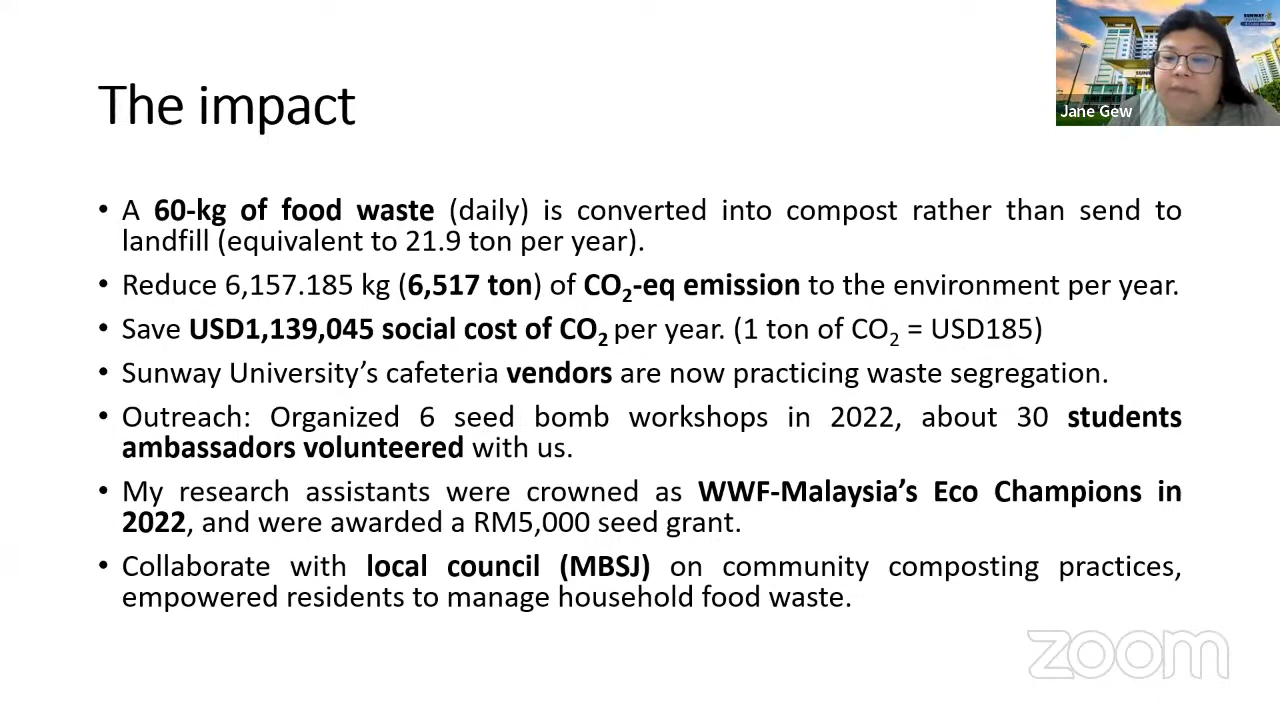 The impact
SUNWAY
Jane Gew
• A 60-kg of food waste (daily) is converted into compost rather than send to
landfill (equivalent to 21.9 ton per year).
• Reduce 6,157.185 kg (6,517 ton) of CO₂-eq emission to the environment per year.
• Save USD1,139,045 social cost of CO₂ per year. (1 ton of CO₂ = USD185)
• Sunway University’s cafeteria vendors are now practicing waste segregation.
• Outreach: Organized 6 seed bomb workshops in 2022, about 30 students
ambassadors volunteered with us.
• My research assistants were crowned as WWF-Malaysia’s Eco Champions in
2022, and were awarded a RM5,000 seed grant.
• Collaborate with local council (MBSJ) on community composting practices,
empowered residents to manage household food waste.
zoom